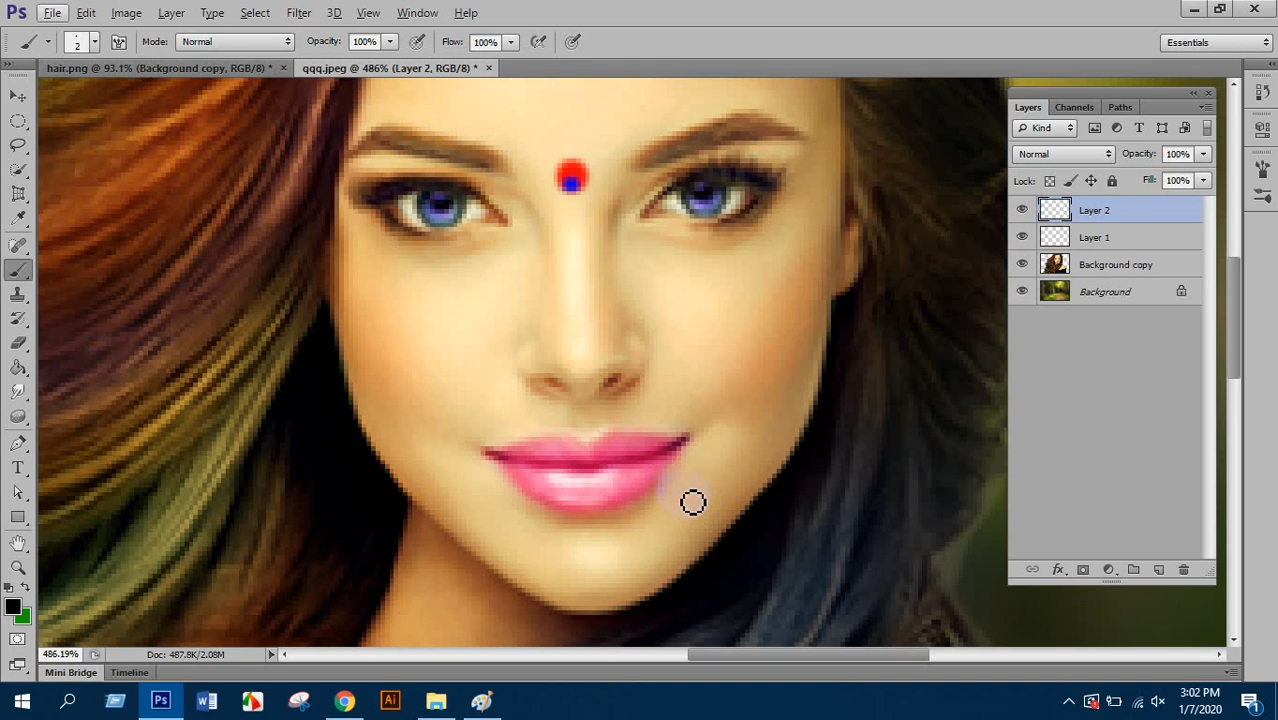 Ps File Edit Image Layer Type Select Filter 3D View Window Help
2 Mode: Normal Opacity: 100% Flow: 100% Essentials
hair.png @ 93.1% (Background copy, RGB/8) * × qqq.jpeg @ 486% (Layer 2, RGB/8) * ×
Layers Channels Paths
Kind
Normal Opacity: 100%
Lock: Fill: 100%
Layer 2
Layer 1
Background copy
Background
fx
486.19% Doc: 487.8K/2.08M
Mini Bridge Timeline
Ps Ai 3:02 PM
1/7/2020